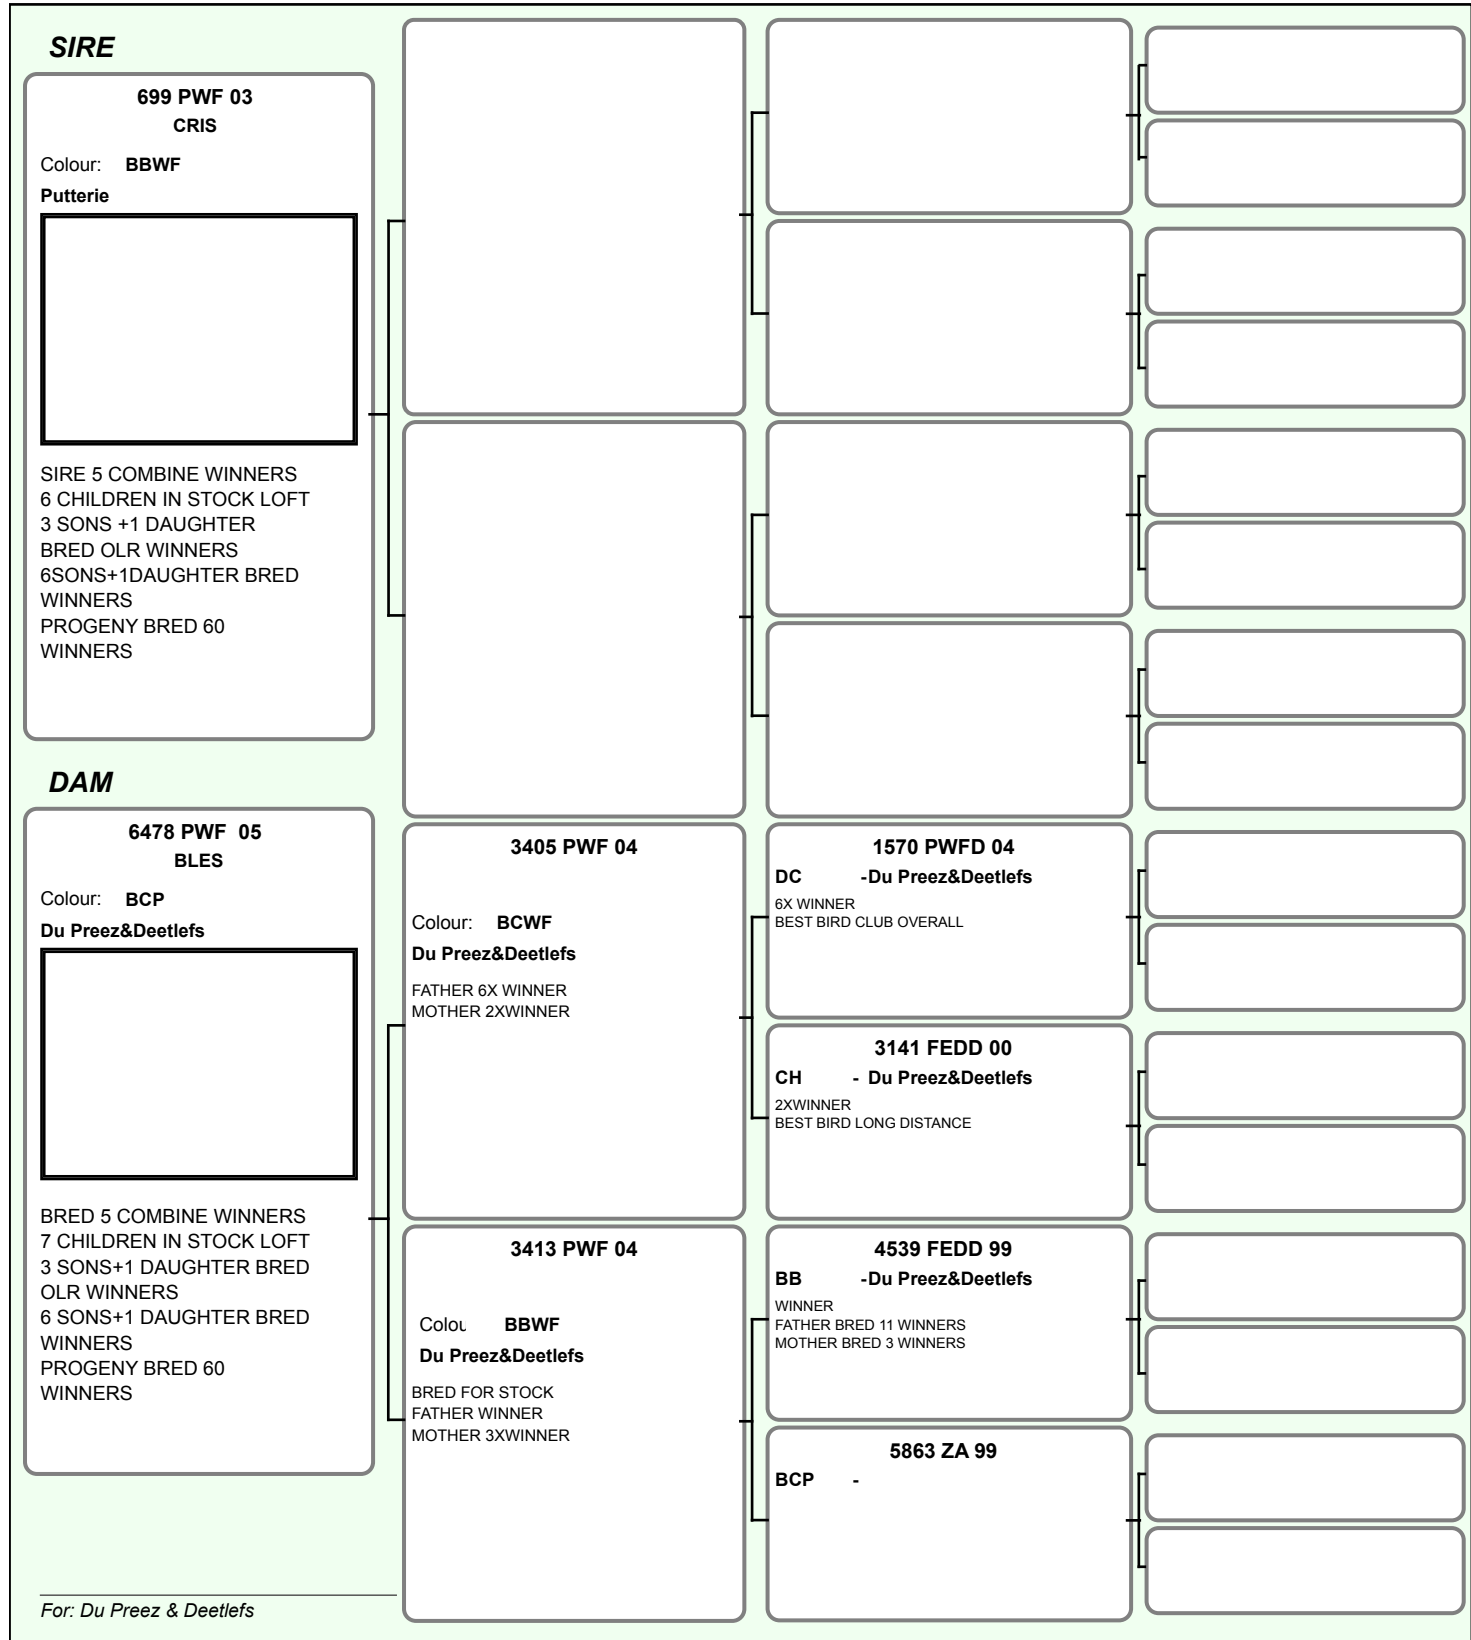 SIRE
699 PWF 03
CRIS
Colour: BBWF
Putterie
SIRE 5 COMBINE WINNERS
6 CHILDREN IN STOCK LOFT
3 SONS +1 DAUGHTER
BRED OLR WINNERS
6SONS+1DAUGHTER BRED
WINNERS
PROGENY BRED 60
WINNERS
DAM
6478 PWF 05
BLES
Colour: BCP
Du Preez&Deetlefs
BRED 5 COMBINE WINNERS
7 CHILDREN IN STOCK LOFT
3 SONS+1 DAUGHTER BRED
OLR WINNERS
6 SONS+1 DAUGHTER BRED
WINNERS
PROGENY BRED 60
WINNERS
For: Du Preez & Deetlefs
3405 PWF 04
Colour: BCWF
Du Preez&Deetlefs
FATHER 6X WINNER
MOTHER 2XWINNER
3413 PWF 04
Colou BBWF
Du Preez&Deetlefs
BRED FOR STOCK
FATHER WINNER
MOTHER 3XWINNER
1570 PWFD 04
DC -Du Preez&Deetlefs
6X WINNER
BEST BIRD CLUB OVERALL
3141 FEDD 00
CH - Du Preez&Deetlefs
2XWINNER
BEST BIRD LONG DISTANCE
4539 FEDD 99
BB -Du Preez&Deetlefs
WINNER
FATHER BRED 11 WINNERS
MOTHER BRED 3 WINNERS
5863 ZA 99
BCP -